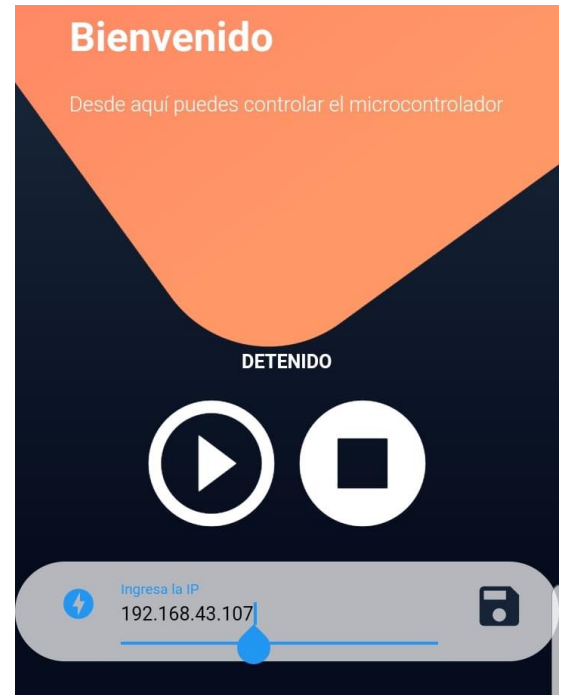 Bienvenido
Desde aquí puedes controlar el microcontrolador
DETENIDO
Ingresa la IP
192.168.43.107